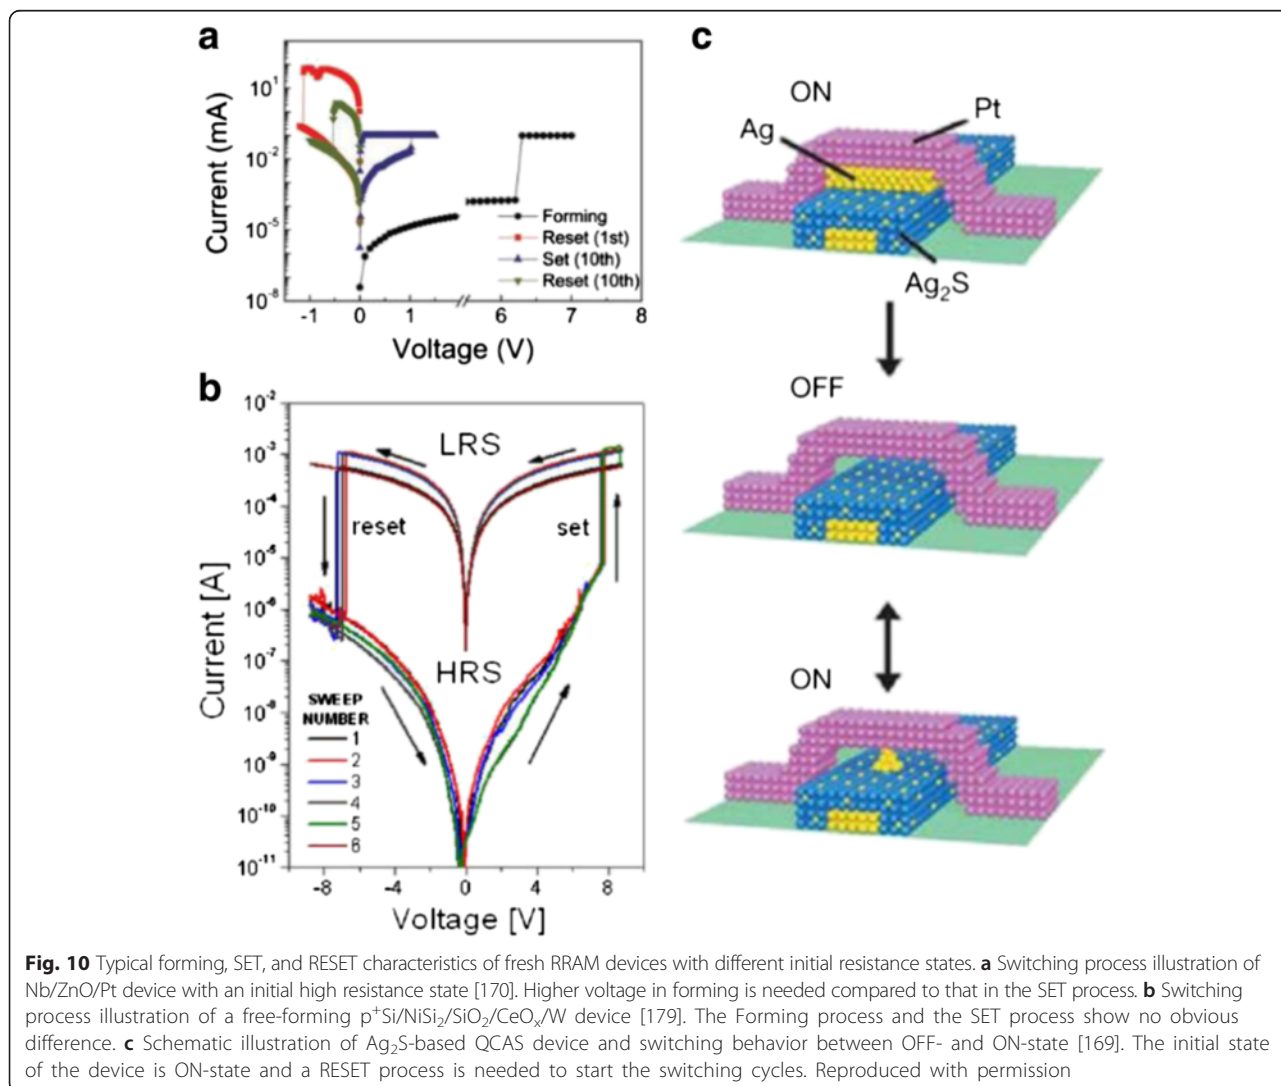 a
Current (mA)
10¹
10⁻²
10⁻⁵
10⁻⁸
Forming
Reset (1st)
Set (10th)
Reset (10th)
-1 0 1 6 7 8
Voltage (V)
b
Current [A]
10⁻²
10⁻³
10⁻⁴
10⁻⁵
10⁻⁶
10⁻⁷
10⁻⁸
10⁻⁹
10⁻¹⁰
10⁻¹¹
LRS
reset
set
HRS
SWEEP
NUMBER
1
2
3
4
5
6
-8 -4 0 4 8
Voltage [V]
c
ON
Pt
Ag
Ag₂S
OFF
ON
Fig. 10 Typical forming, SET, and RESET characteristics of fresh RRAM devices with different initial resistance states. a Switching process illustration of
Nb/ZnO/Pt device with an initial high resistance state [170]. Higher voltage in forming is needed compared to that in the SET process. b Switching
process illustration of a free-forming p⁺Si/NiSi₂/SiO₂/CeOₓ/W device [179]. The Forming process and the SET process show no obvious
difference. c Schematic illustration of Ag₂S-based QCAS device and switching behavior between OFF- and ON-state [169]. The initial state
of the device is ON-state and a RESET process is needed to start the switching cycles. Reproduced with permission